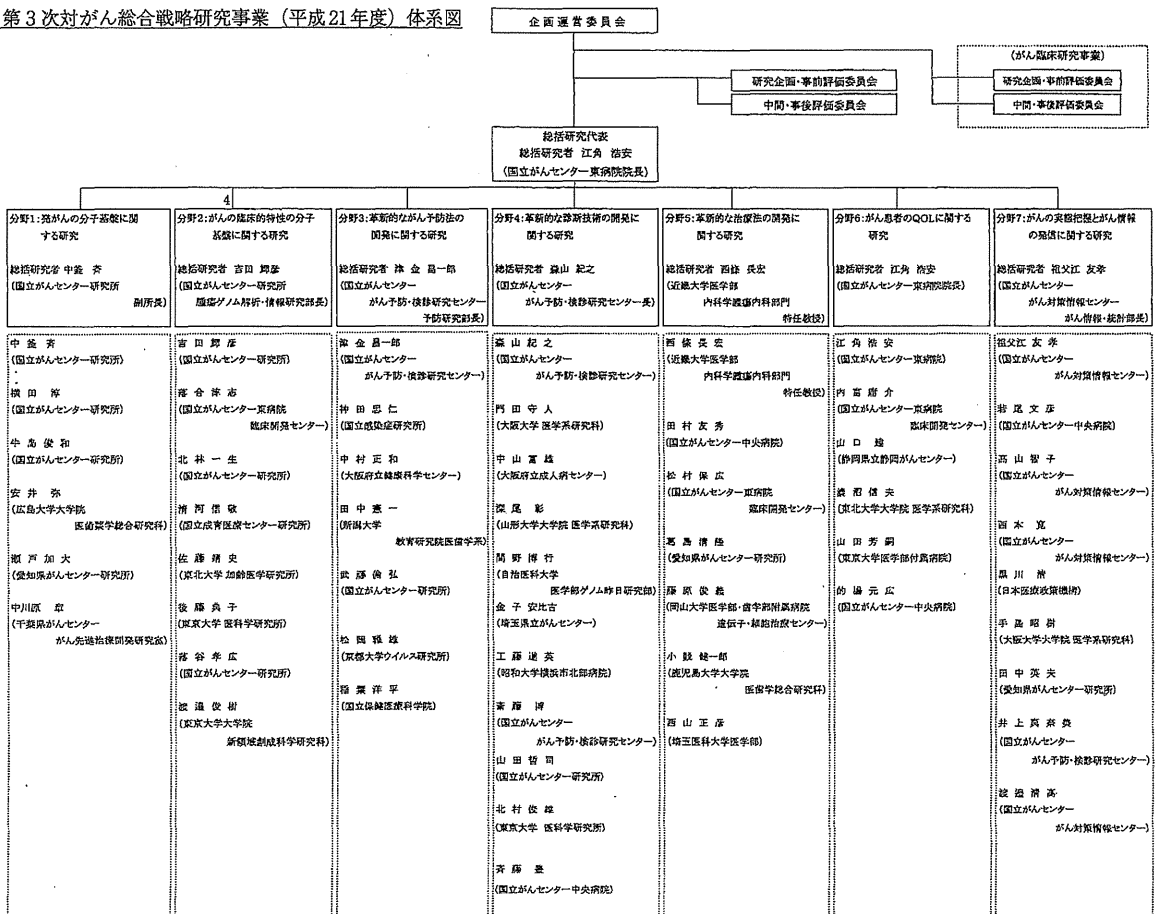 第3次対がん総合戦略研究事業（平成21年度）体系図
企画運営委員会
(がん臨床研究事業)
研究企画・事前評価委員会
中間・事後評価委員会
研究企画・事前評価委員会
中間・事後評価委員会
総括研究代表
総括研究者 江角 浩安
(国立がんセンター東病院院長)
4
分野1:発がんの分子基盤に関
する研究
総括研究者 中釜 斉
(国立がんセンター研究所
副所長)
中釜 斉
(国立がんセンター研究所)
横田 淳
(国立がんセンター研究所)
牛島俊和
(国立がんセンター研究所)
安井 弥
(広島大学大学院
医歯薬学総合研究科)
瀬戸加大
(愛知県がんセンター研究所)
中川原 章
(千葉県がんセンター
がん先進治療開発研究室)
分野2:がんの臨床的特性の分子
基盤に関する研究
総括研究者 吉田 輝彦
(国立がんセンター研究所
腫瘍ゲノム解析・情報研究部長)
吉田輝彦
(国立がんセンター研究所)
落合淳志
(国立がんセンター東病院
臨床開発センター)
北林一生
(国立がんセンター研究所)
清河信敬
(国立成育医療センター研究所)
佐藤靖史
(東北大学 加齢医学研究所)
後藤典子
(東京大学 医科学研究所)
落谷孝広
(国立がんセンター研究所)
渡邉俊樹
(東京大学大学院
新領域創成科学研究科)
分野3:革新的ながん予防法の
開発に関する研究
総括研究者 津金昌一郎
(国立がんセンター
がん予防・検診研究センター
予防研究部長)
津金昌一郎
(国立がんセンター
がん予防・検診研究センター)
神田忠仁
(国立感染症研究所)
中村正和
(大阪府立健康科学センター)
田中憲一
(新潟大学
教育研究院医歯学系)
武藤倫弘
(国立がんセンター研究所)
松岡雅雄
(京都大学ウイルス研究所)
稲葉洋平
(国立保健医療科学院)
分野4:革新的な診断技術の開発に
関する研究
総括研究者 森山 紀之
(国立がんセンター
がん予防・検診研究センター長)
森山紀之
(国立がんセンター
がん予防・検診研究センター)
門田守人
(大阪大学 医学系研究科)
中山富雄
(大阪府立成人病センター)
深尾 彰
(山形大学大学院 医学系研究科)
間野博行
(自治医科大学
医学部ゲノム昨日研究部)
金子安比古
(埼玉県立がんセンター)
工藤進英
(昭和大学横浜市北部病院)
斎藤 博
(国立がんセンター
がん予防・検診研究センター)
山田哲司
(国立がんセンター研究所)
北村俊雄
(東京大学 医科学研究所)
斉藤 豊
(国立がんセンター中央病院)
分野5:革新的な治療法の開発に
関する研究
総括研究者 西條 長宏
(近畿大学医学部
内科学腫瘍内科部門
特任教授)
西條長宏
(近畿大学医学部
内科学腫瘍内科部門
特任教授)
田村友秀
(国立がんセンター中央病院)
松村保広
(国立がんセンター東病院
臨床開発センター)
葛島清隆
(愛知県がんセンター研究所)
藤原俊義
(岡山大学医学部・歯学部附属病院
遺伝子・細胞治療センター)
小戝健一郎
(鹿児島大学大学院
医歯学総合研究科)
西山正彦
(埼玉医科大学医学部)
分野6:がん患者のQOLに関する
研究
総括研究者 江角 浩安
(国立がんセンター東病院院長)
江角浩安
(国立がんセンター東病院)
内富庸介
(国立がんセンター東病院
臨床開発センター)
山口 建
(静岡県立静岡がんセンター)
濃沼信夫
(東北大学大学院 医学系研究科)
山田芳嗣
(東京大学医学部付属病院)
的場元弘
(国立がんセンター中央病院)
分野7:がんの実態把握とがん情報
の発信に関する研究
総括研究者 祖父江 友孝
(国立がんセンター
がん対策情報センター
がん情報・統計部長)
祖父江友孝
(国立がんセンター
がん対策情報センター)
若尾文彦
(国立がんセンター中央病院)
高山智子
(国立がんセンター
がん対策情報センター)
西本 寛
(国立がんセンター
がん対策情報センター)
黒川 清
(日本医療政策機構)
手島昭樹
(大阪大学大学院 医学系研究科)
田中英夫
(愛知県がんセンター研究所)
井上真奈美
(国立がんセンター
がん予防・検診研究センター)
渡邊清高
(国立がんセンター
がん対策情報センター)